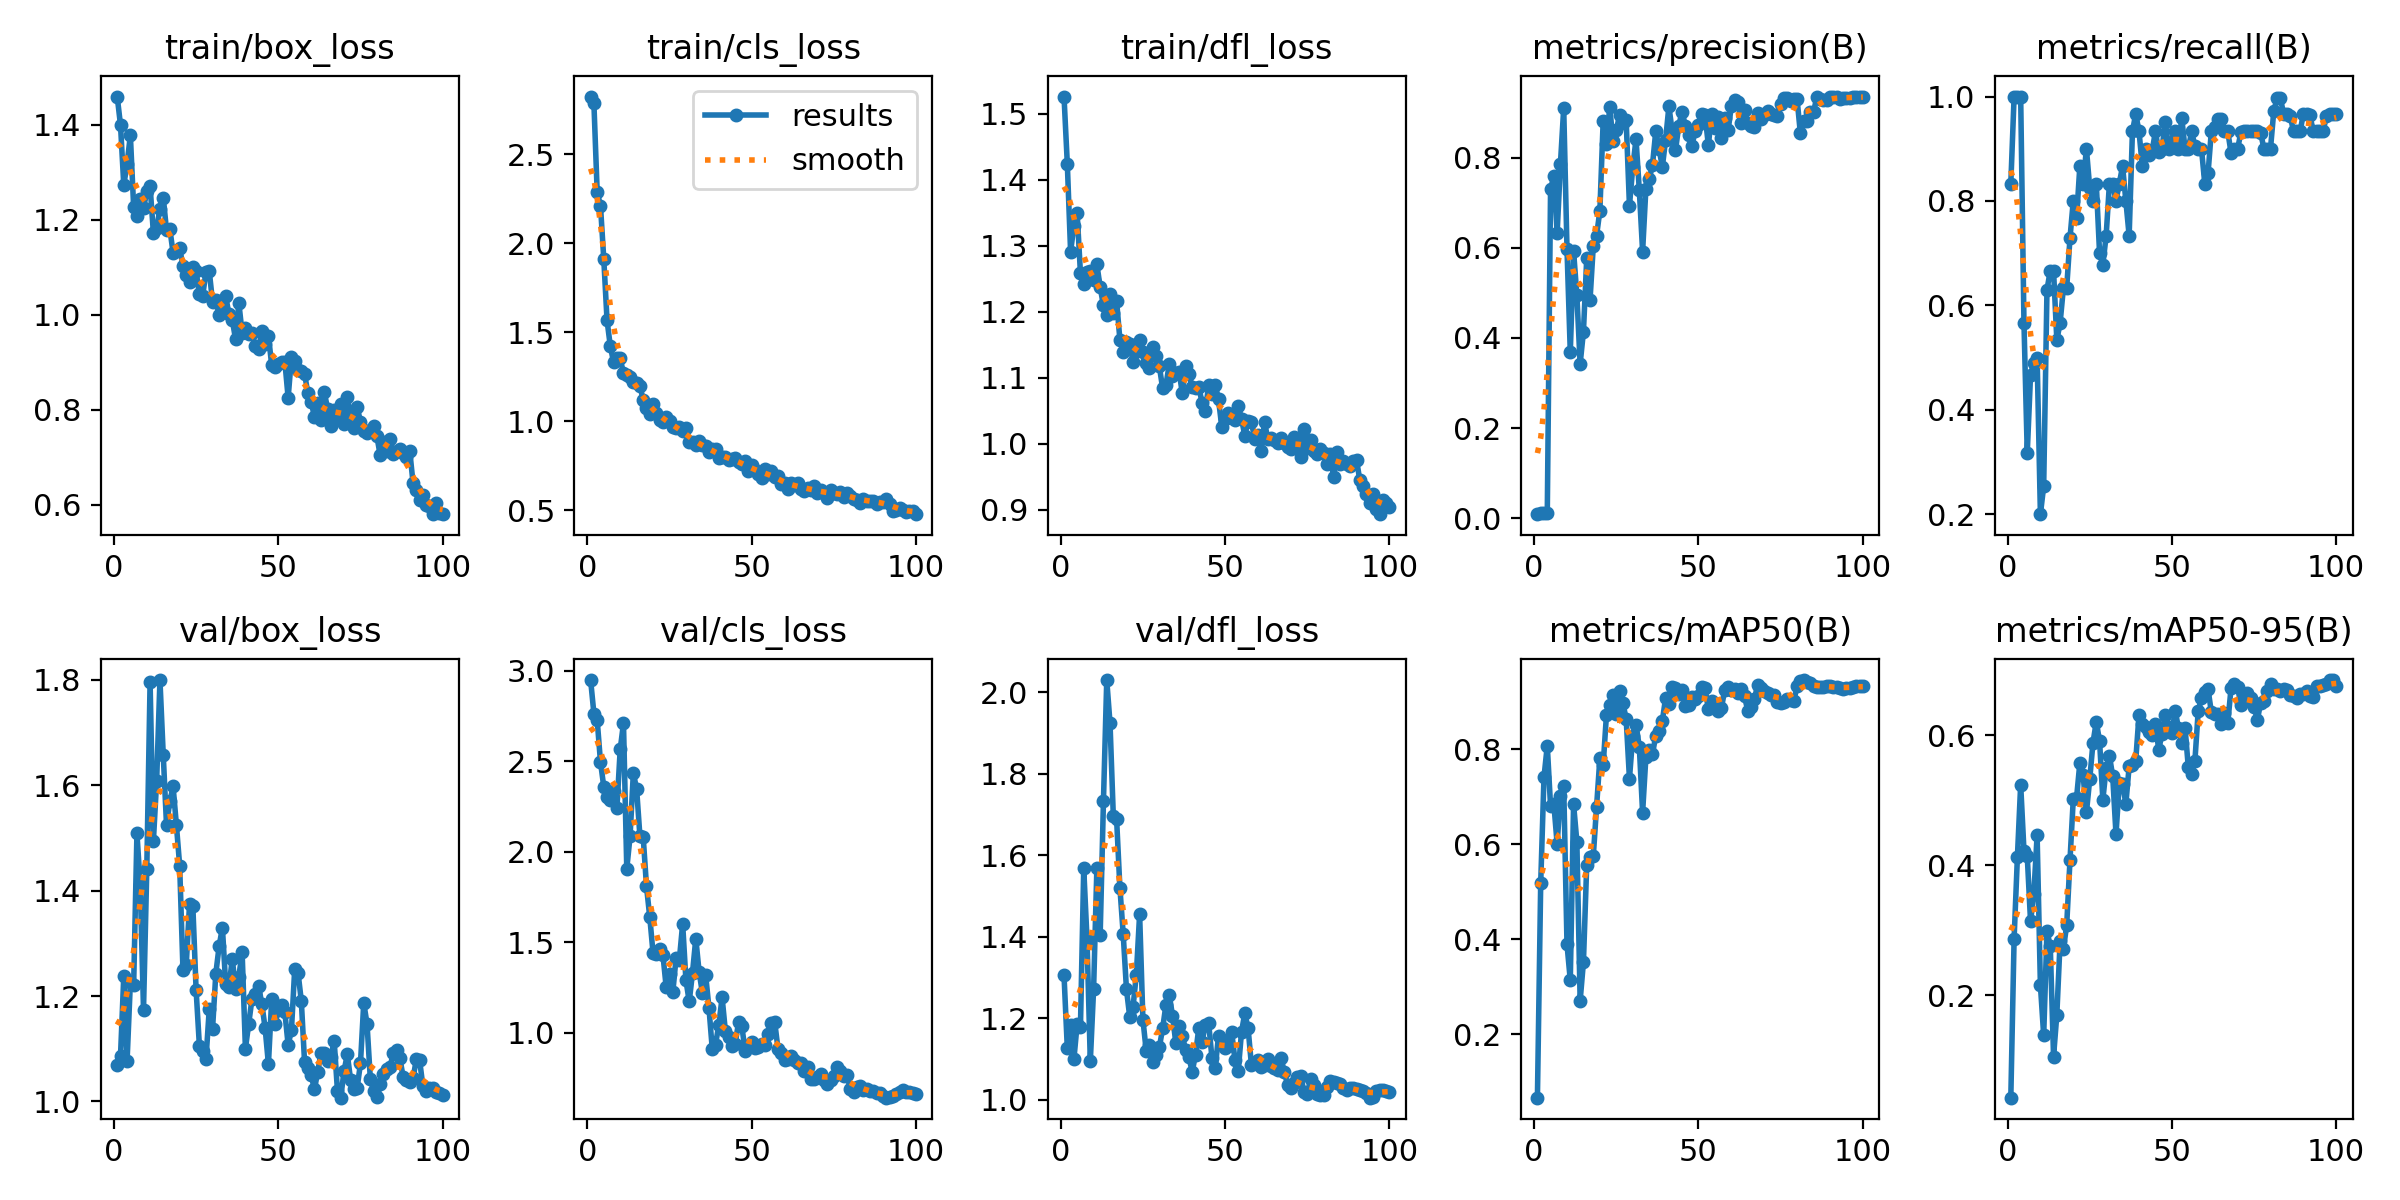 train/box_loss
1.4
1.2
1.0
0.8
0.6
0 50 100
train/cls_loss
results
smooth
2.5
2.0
1.5
1.0
0.5
0 50 100
train/dfl_loss
1.5
1.4
1.3
1.2
1.1
1.0
0.9
0 50 100
metrics/precision(B)
0.8
0.6
0.4
0.2
0.0
0 50 100
metrics/recall(B)
1.0
0.8
0.6
0.4
0.2
0 50 100
val/box_loss
1.8
1.6
1.4
1.2
1.0
0 50 100
val/cls_loss
3.0
2.5
2.0
1.5
1.0
0 50 100
val/dfl_loss
2.0
1.8
1.6
1.4
1.2
1.0
0 50 100
metrics/mAP50(B)
0.8
0.6
0.4
0.2
0 50 100
metrics/mAP50-95(B)
0.6
0.4
0.2
0 50 100